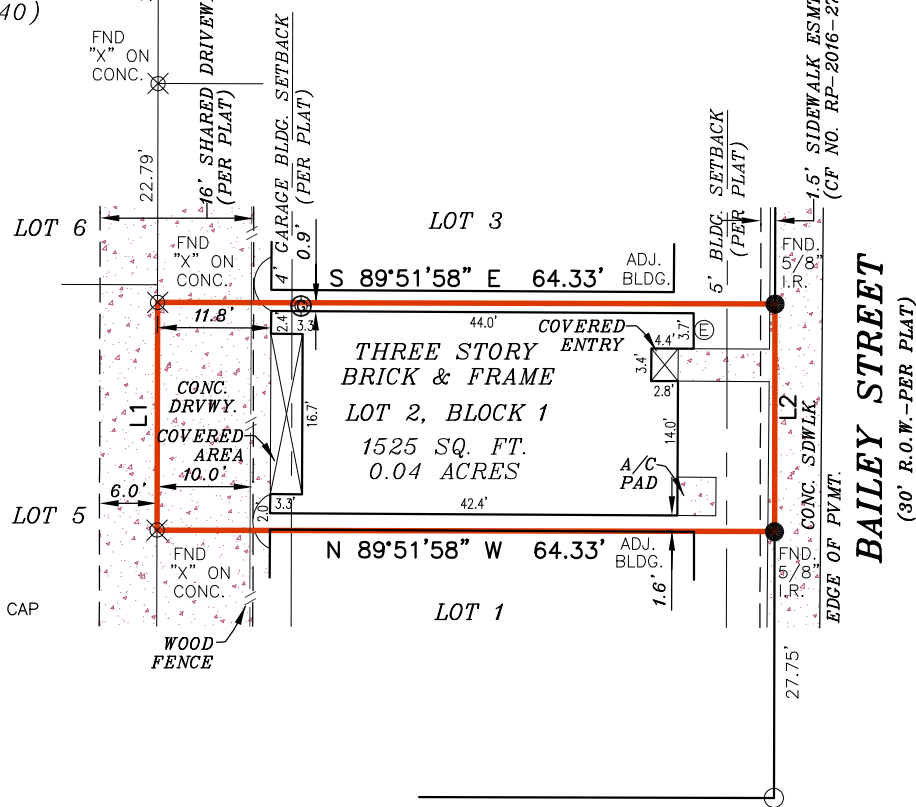 40)
FND
"X" ON
CONC.
22.79'
16' SHARED DRIVEW
(PER PLAT)
4' GARAGE BLDG. SETBACK
(PER PLAT)
0.9'
5' BLDG. SETBACK
(PER PLAT)
1.5' SIDEWALK ESMT
(CF NO. RP-2016-27
LOT 6
LOT 3
FND
"X" ON
CONC.
ADJ.
BLDG.
FND.
5/8"
I.R.
S 89°51'58" E 64.33'
11.8'
2.4
3.3
G
44.0'
COVERED
ENTRY
4.4'
3.7'
E
3.4'
2.8'
THREE STORY
BRICK & FRAME
LOT 2, BLOCK 1
1525 SQ. FT.
0.04 ACRES
CONC.
DRVWY.
COVERED
AREA
10.0'
16.7'
14.0'
A/C
PAD
L1
L2
CONC. SDWLK.
BAILEY STREET
(30' R.O.W.-PER PLAT)
6.0'
2.0'
3.3'
42.4'
LOT 5
N 89°51'58" W 64.33'
FND
"X" ON
CONC.
ADJ.
BLDG.
1.6'
FND.
5/8"
I.R.
EDGE OF PVMT.
CAP
LOT 1
WOOD
FENCE
27.75'